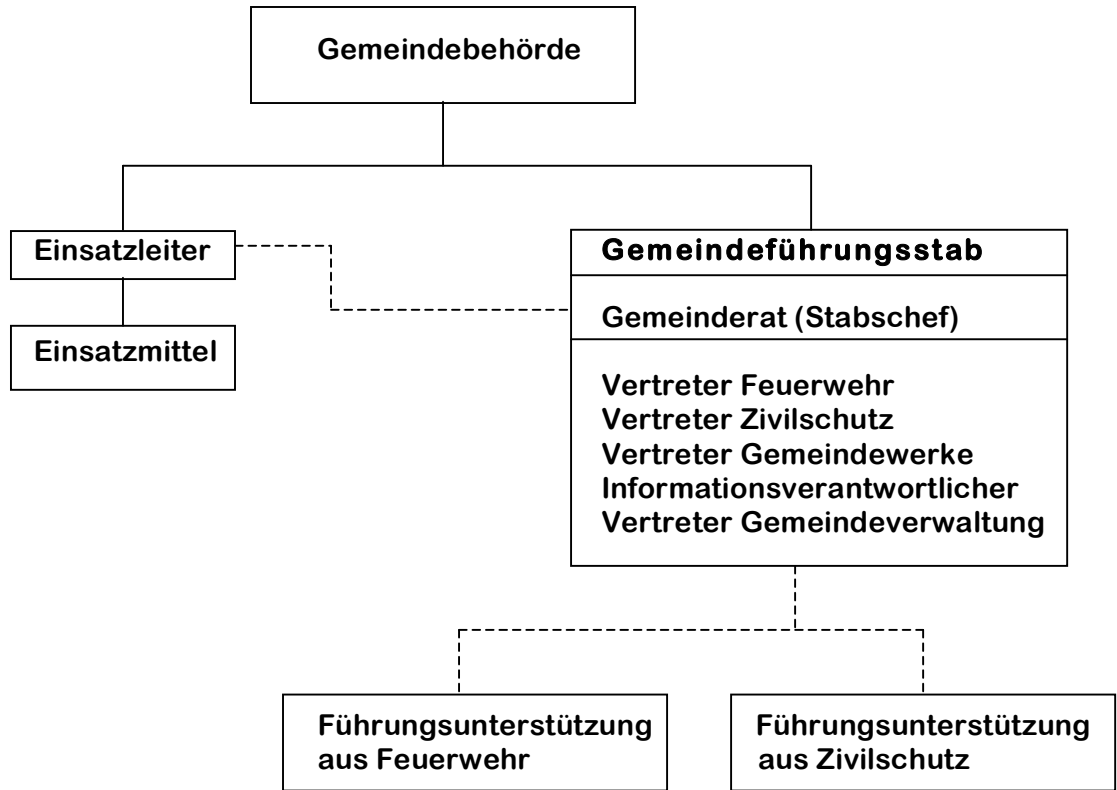 Gemeindebehörde
Einsatzleiter
Gemeindeführungsstab
Gemeinderat (Stabschef)
Einsatzmittel
Vertreter Feuerwehr
Vertreter Zivilschutz
Vertreter Gemeindewerke
Informationsverantwortlicher
Vertreter Gemeindeverwaltung
Führungsunterstützung
aus Feuerwehr
Führungsunterstützung
aus Zivilschutz